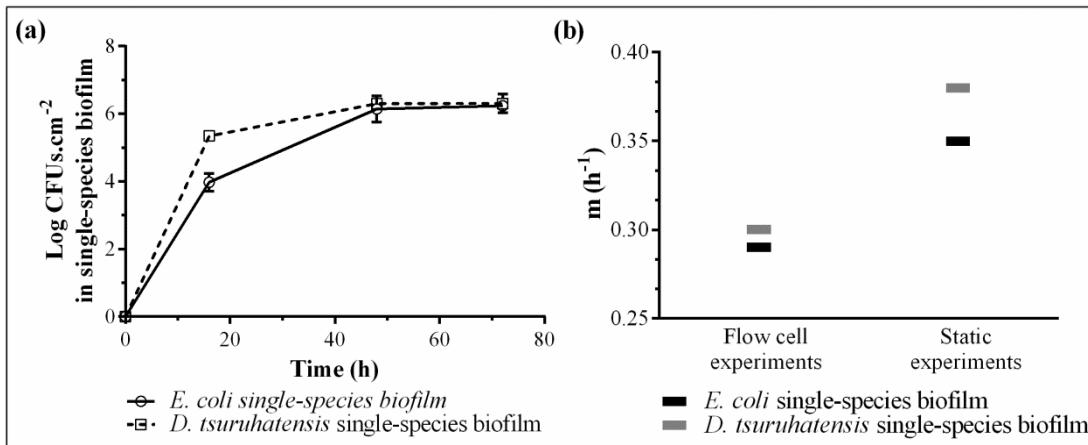 (a)
Log CFUs.cm-2
in single-species biofilm
8
6
4
2
0
0 20 40 60 80
Time (h)
E. coli single-species biofilm
D. tsuruhatensis single-species biofilm
(b)
m (h-1)
0.40
0.35
0.30
0.25
Flow cell
experiments
Static
experiments
E. coli single-species biofilm
D. tsuruhatensis single-species biofilm